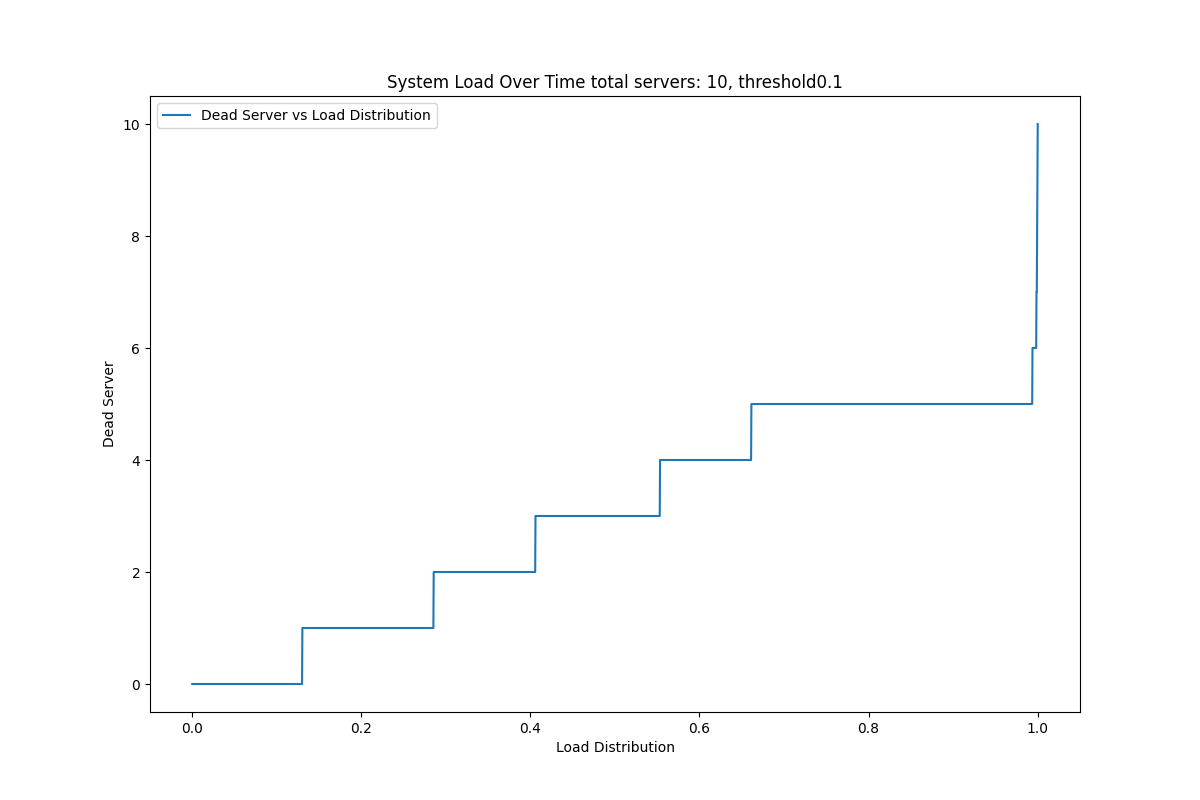 System Load Over Time total servers: 10, threshold0.1
Dead Server vs Load Distribution
10
8
6
4
2
0
Dead Server
0.0 0.2 0.4 0.6 0.8 1.0
Load Distribution